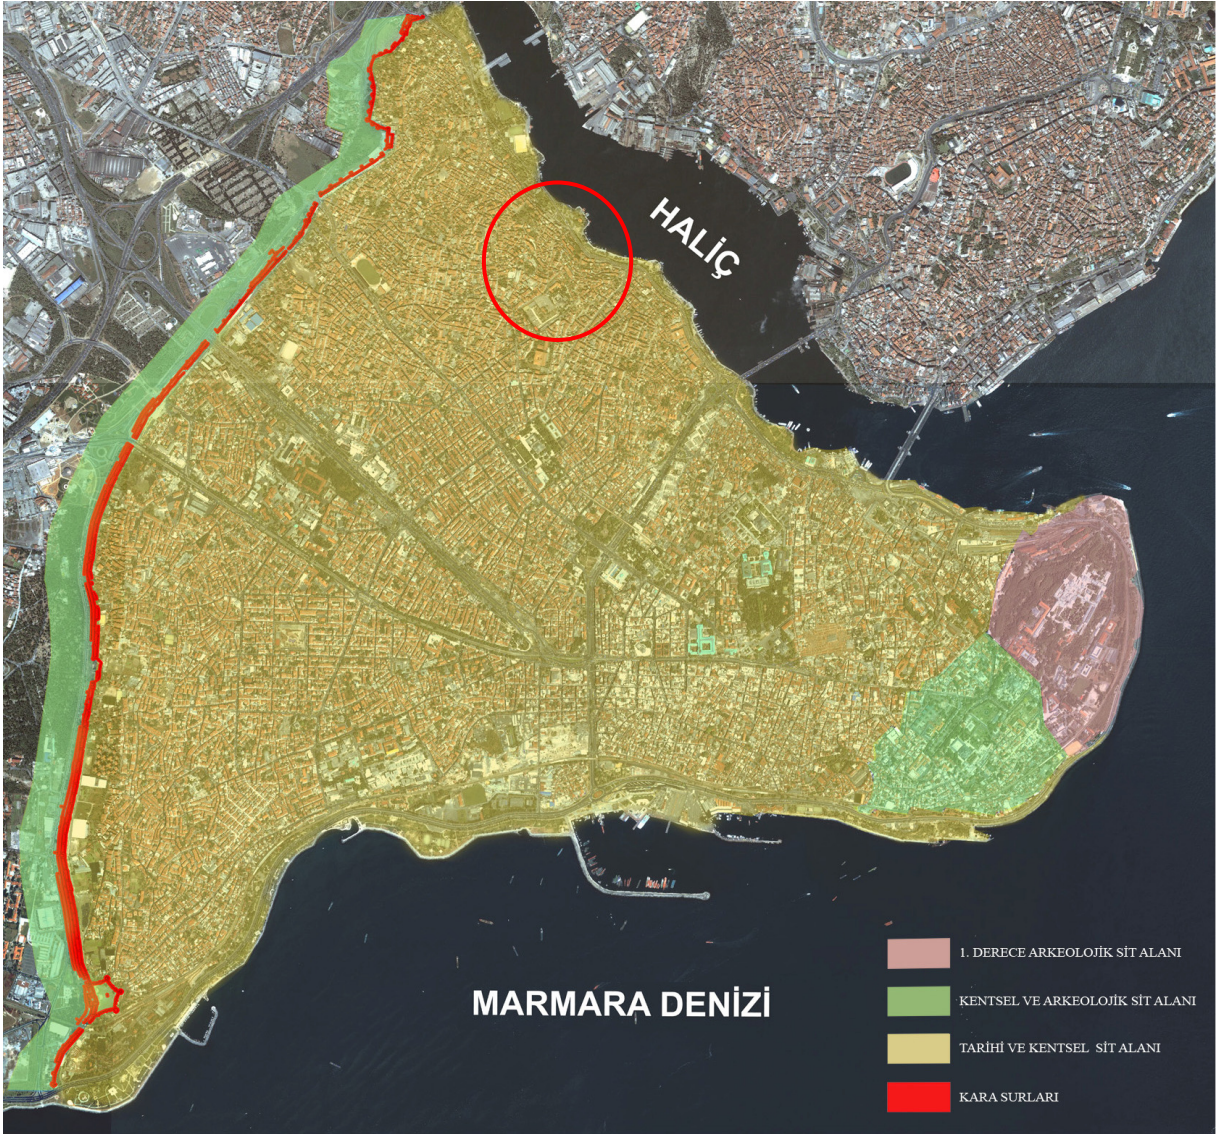 HALİÇ
1. DERECE ARKEOLOJİK SİT ALANI
KENTSEL VE ARKEOLOJİK SİT ALANI
MARMARA DENİZİ
TARİHİ VE KENTSEL SİT ALANI
KARA SURLARI